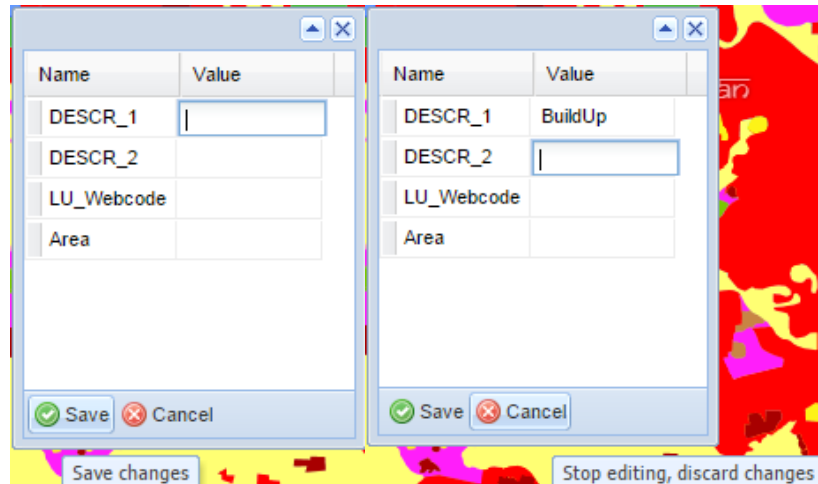 Name Value
DESCR_1
DESCR_2
LU_Webcode
Area
Save Cancel
Save changes
Name Value
DESCR_1 BuildUp
DESCR_2
LU_Webcode
Area
Save Cancel
Stop editing, discard changes
an